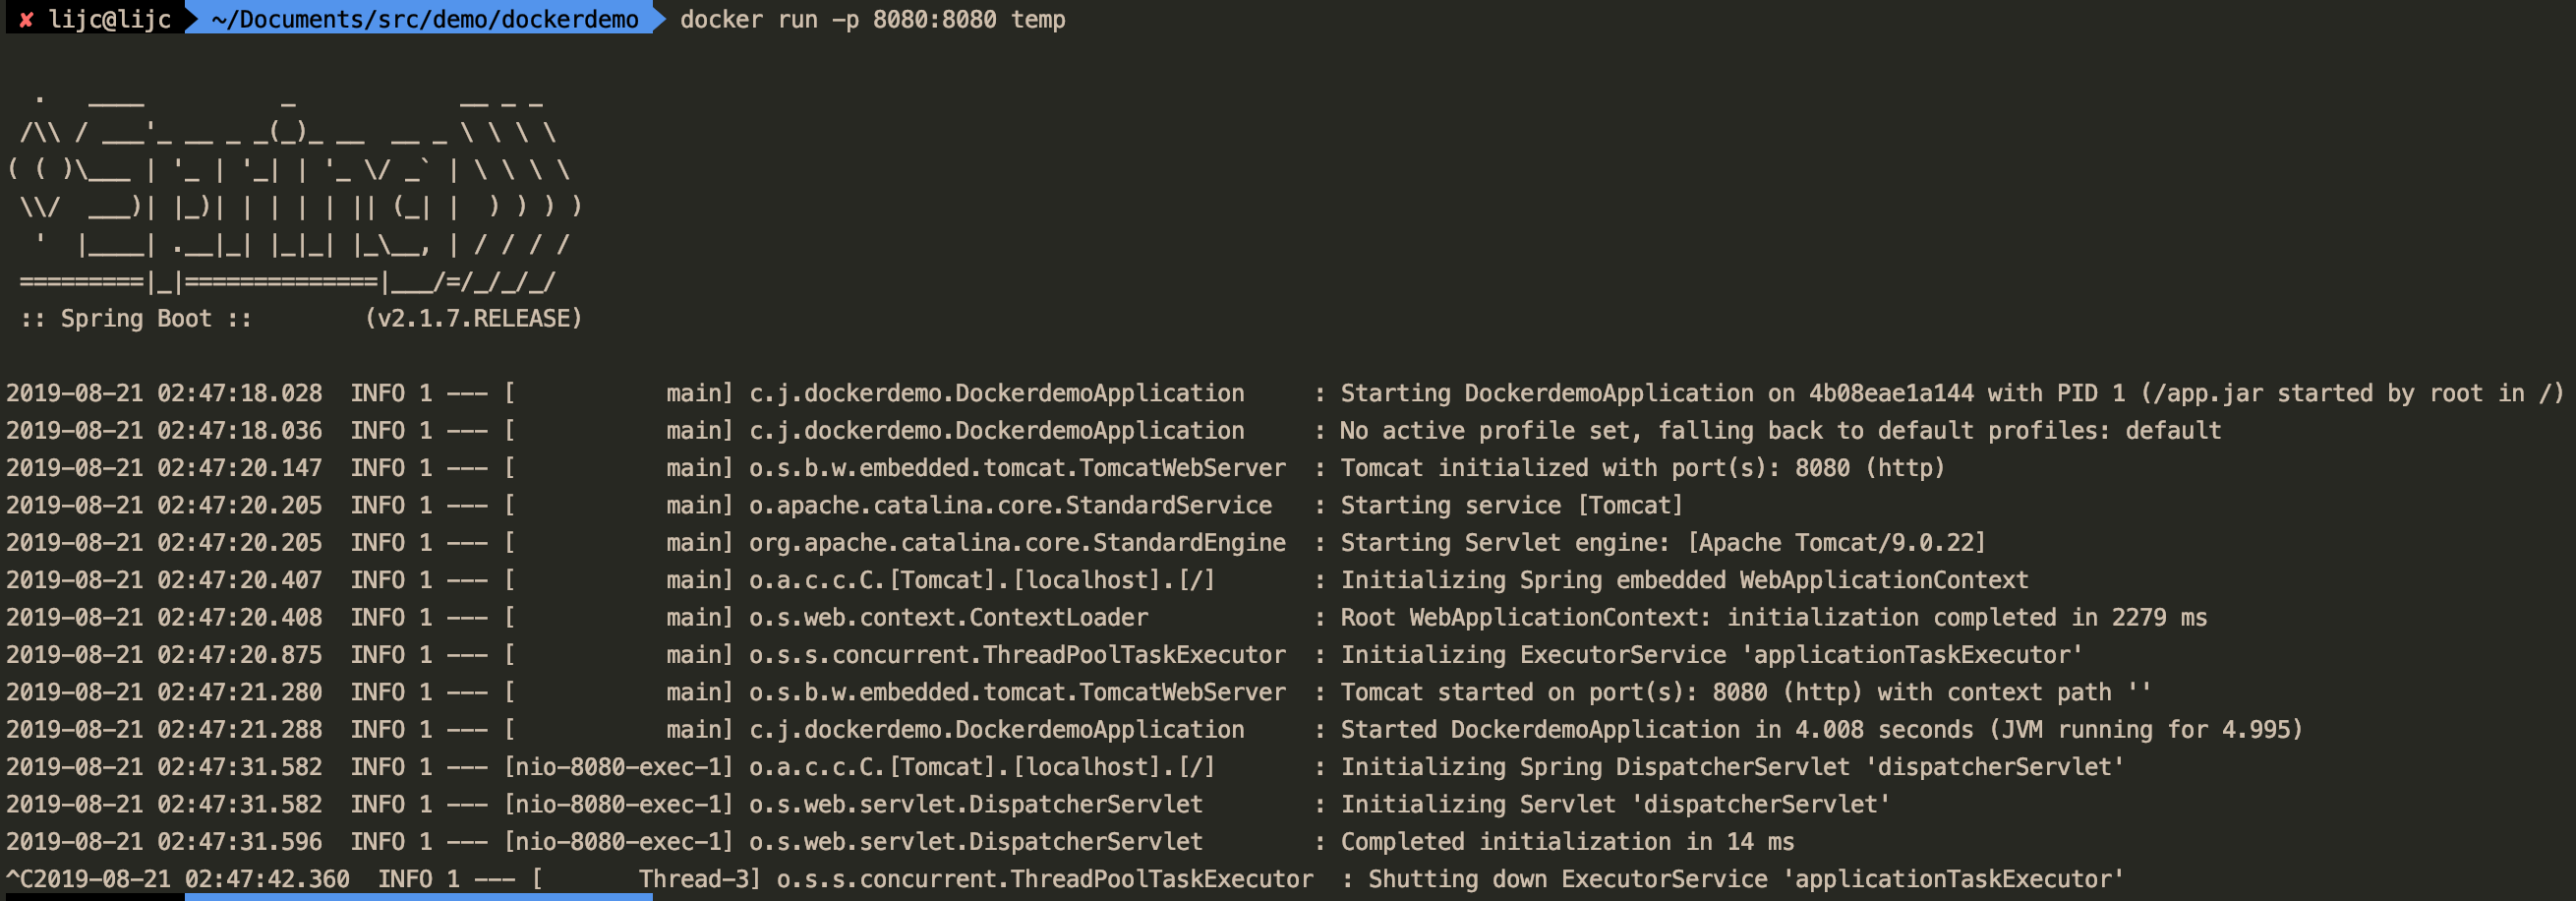 ✘ lijc@lijc  ~/Documents/src/demo/dockerdemo  docker run -p 8080:8080 temp
  .   ____          _            __ _ _
 /\\ / ___'_ __ _ _(_)_ __  __ _ \ \ \ \
( ( )\___ | '_ | '_| | '_ \/ _` | \ \ \ \
 \\/  ___)| |_)| | | | | || (_| |  ) ) ) )
  '  |____| .__|_| |_|_| |_\__, | / / / /
 =========|_|==============|___/=/_/_/_/
 :: Spring Boot ::        (v2.1.7.RELEASE)
2019-08-21 02:47:18.028  INFO 1 --- [           main] c.j.dockerdemo.DockerdemoApplication     : Starting DockerdemoApplication on 4b08eae1a144 with PID 1 (/app.jar started by root in /)
2019-08-21 02:47:18.036  INFO 1 --- [           main] c.j.dockerdemo.DockerdemoApplication     : No active profile set, falling back to default profiles: default
2019-08-21 02:47:20.147  INFO 1 --- [           main] o.s.b.w.embedded.tomcat.TomcatWebServer  : Tomcat initialized with port(s): 8080 (http)
2019-08-21 02:47:20.205  INFO 1 --- [           main] o.apache.catalina.core.StandardService   : Starting service [Tomcat]
2019-08-21 02:47:20.205  INFO 1 --- [           main] org.apache.catalina.core.StandardEngine  : Starting Servlet engine: [Apache Tomcat/9.0.22]
2019-08-21 02:47:20.407  INFO 1 --- [           main] o.a.c.c.C.[Tomcat].[localhost].[/]       : Initializing Spring embedded WebApplicationContext
2019-08-21 02:47:20.408  INFO 1 --- [           main] o.s.web.context.ContextLoader            : Root WebApplicationContext: initialization completed in 2279 ms
2019-08-21 02:47:20.875  INFO 1 --- [           main] o.s.s.concurrent.ThreadPoolTaskExecutor  : Initializing ExecutorService 'applicationTaskExecutor'
2019-08-21 02:47:21.280  INFO 1 --- [           main] o.s.b.w.embedded.tomcat.TomcatWebServer  : Tomcat started on port(s): 8080 (http) with context path ''
2019-08-21 02:47:21.288  INFO 1 --- [           main] c.j.dockerdemo.DockerdemoApplication     : Started DockerdemoApplication in 4.008 seconds (JVM running for 4.995)
2019-08-21 02:47:31.582  INFO 1 --- [nio-8080-exec-1] o.a.c.c.C.[Tomcat].[localhost].[/]       : Initializing Spring DispatcherServlet 'dispatcherServlet'
2019-08-21 02:47:31.582  INFO 1 --- [nio-8080-exec-1] o.s.web.servlet.DispatcherServlet        : Initializing Servlet 'dispatcherServlet'
2019-08-21 02:47:31.596  INFO 1 --- [nio-8080-exec-1] o.s.web.servlet.DispatcherServlet        : Completed initialization in 14 ms
^C2019-08-21 02:47:42.360  INFO 1 --- [       Thread-3] o.s.s.concurrent.ThreadPoolTaskExecutor  : Shutting down ExecutorService 'applicationTaskExecutor'